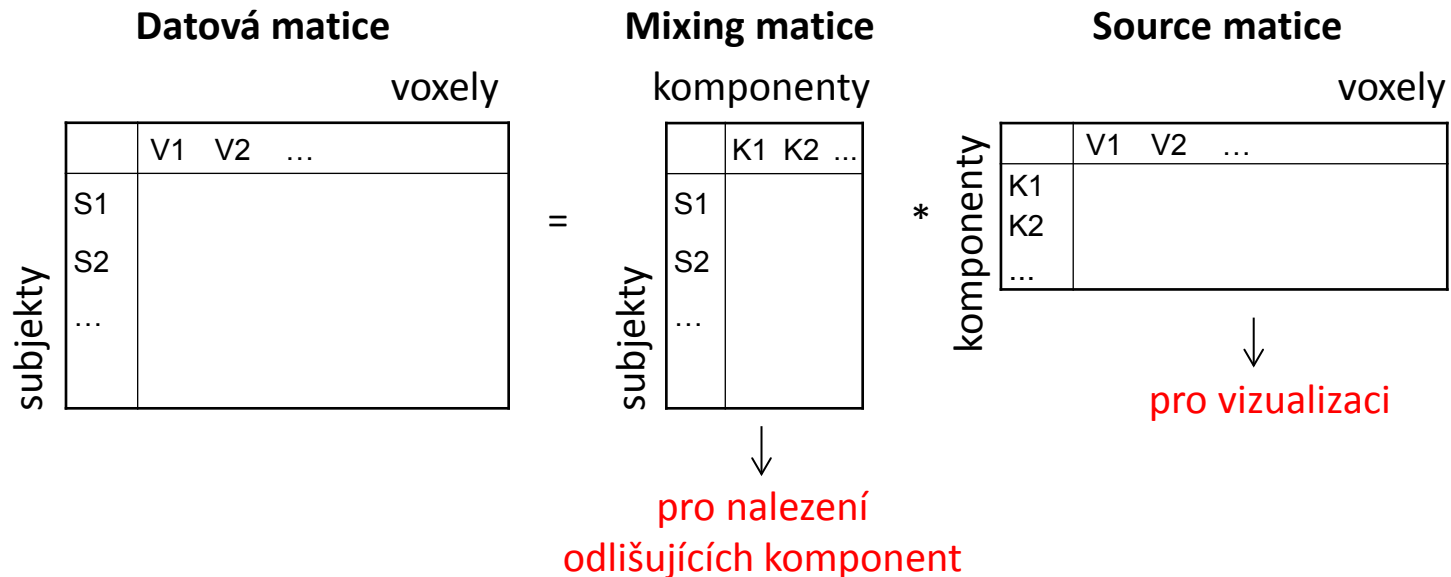 Datová matice
Mixing matice
Source matice
voxely
komponenty
voxely
V1 V2 …
S1
S2
…
subjekty
=
K1 K2 ...
S1
S2
…
subjekty
*
V1 V2 …
K1
K2
...
komponenty
pro vizualizaci
pro nalezení
odlišujících komponent